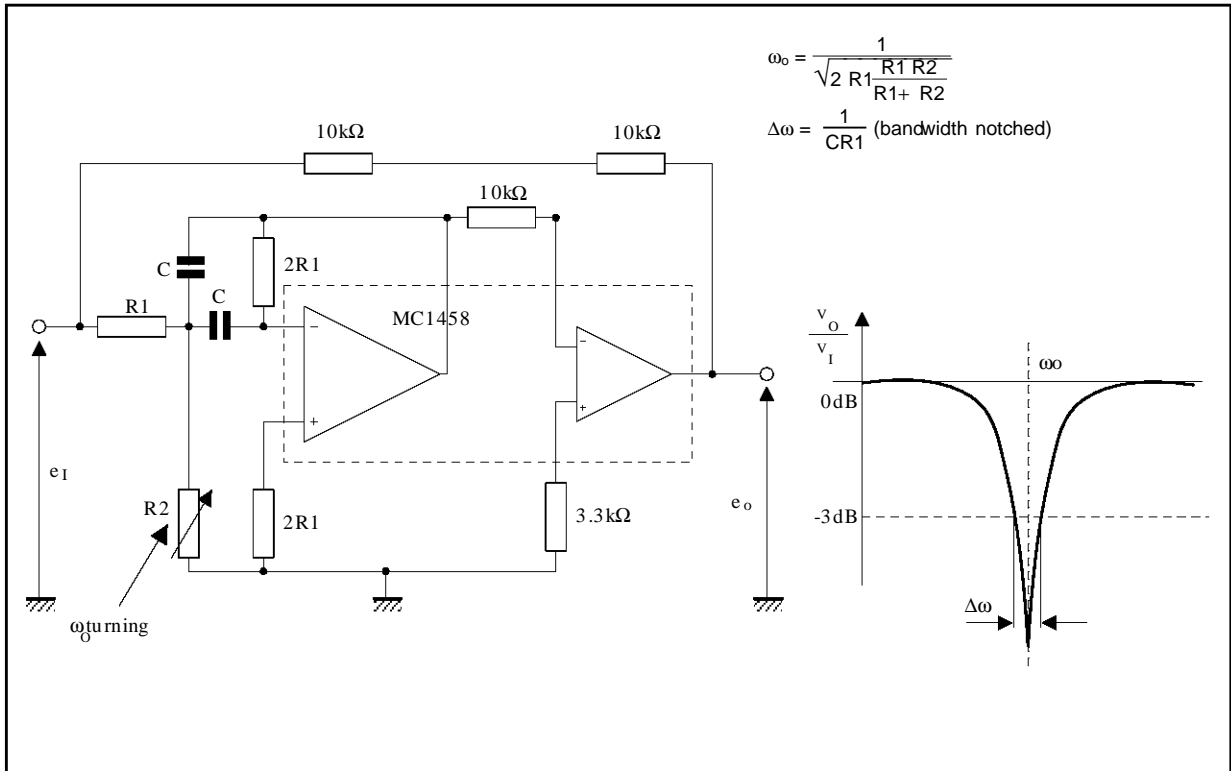 ωo = 1 / √2 R1 R1 R2 / R1+ R2
Δω = 1 / CR1 (bandwidth notched)
10kΩ
10kΩ
10kΩ
C
2R1
C
R1
MC1458
-
-
+
+
eI
R2
2R1
3.3kΩ
eo
ωO turning
vO
vI
ωo
0dB
-3dB
Δω